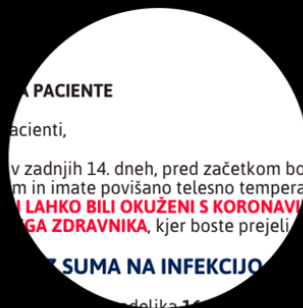 PACIENTE
acienti,
v zadnjih 14. dneh, pred začetkom bo
m in imate povišano telesno tempera
LAHKO BILI OKUŽENI S KORONAVI
GA ZDRAVNIKA, kjer boste prejeli
Z SUMA NA INFEKCIJO